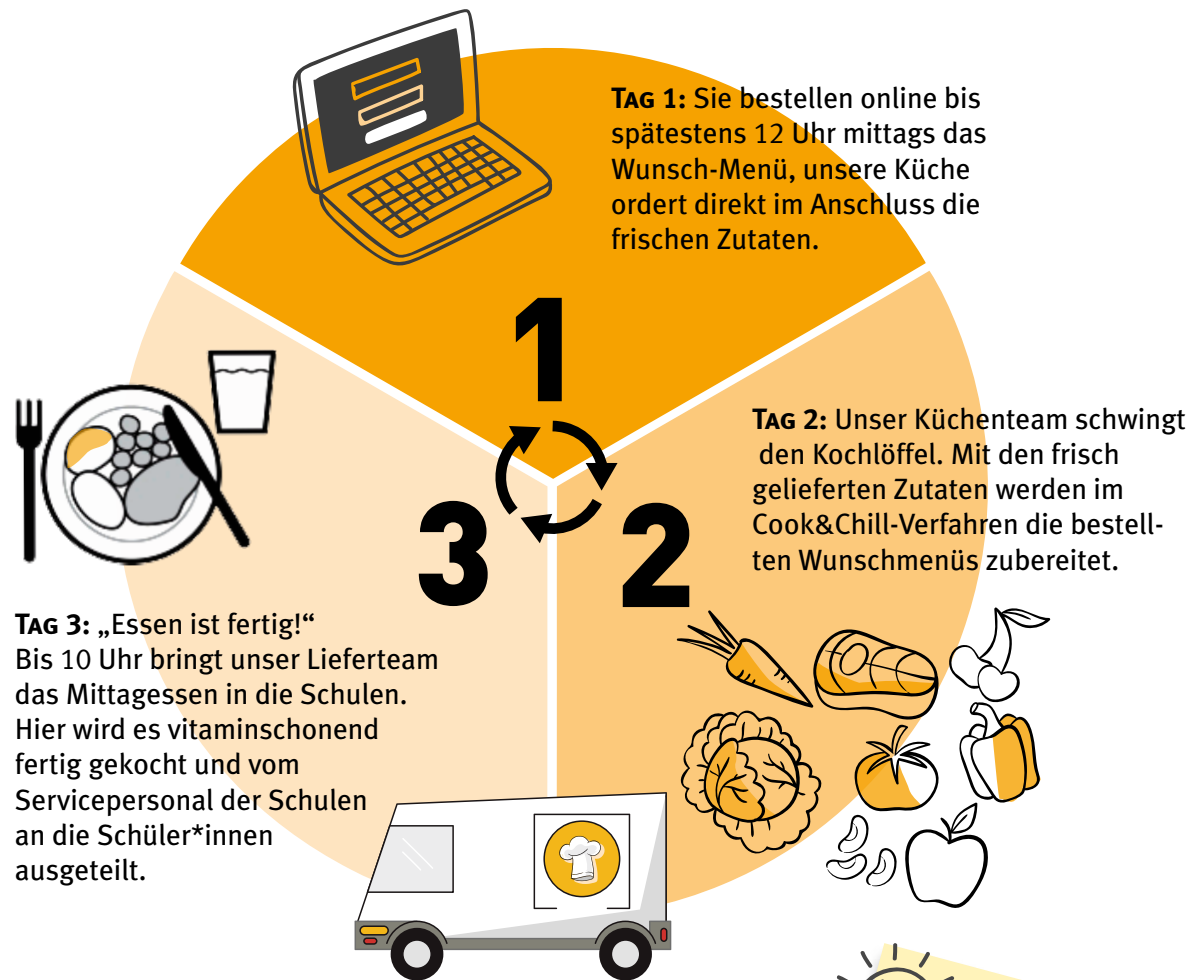 TAG 1: Sie bestellen online bis
spätestens 12 Uhr mittags das
Wunsch-Menü, unsere Küche
ordert direkt im Anschluss die
frischen Zutaten.
1
TAG 2: Unser Küchenteam schwingt
den Kochlöffel. Mit den frisch
gelieferten Zutaten werden im
Cook&Chill-Verfahren die bestell-
ten Wunschmenüs zubereitet.
2
3
TAG 3: „Essen ist fertig!“
Bis 10 Uhr bringt unser Lieferteam
das Mittagessen in die Schulen.
Hier wird es vitaminschonend
fertig gekocht und vom
Servicepersonal der Schulen
an die Schüler*innen
ausgeteilt.